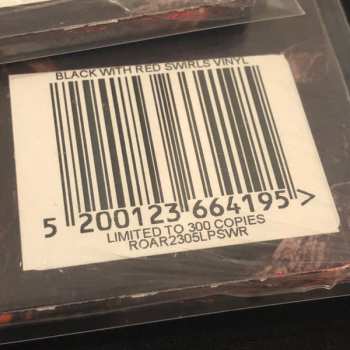 BLACK WITH RED SWIRLS VINYL
5 200123 664195 >
LIMITED TO 300 COPIES
ROAR2305LPSWR